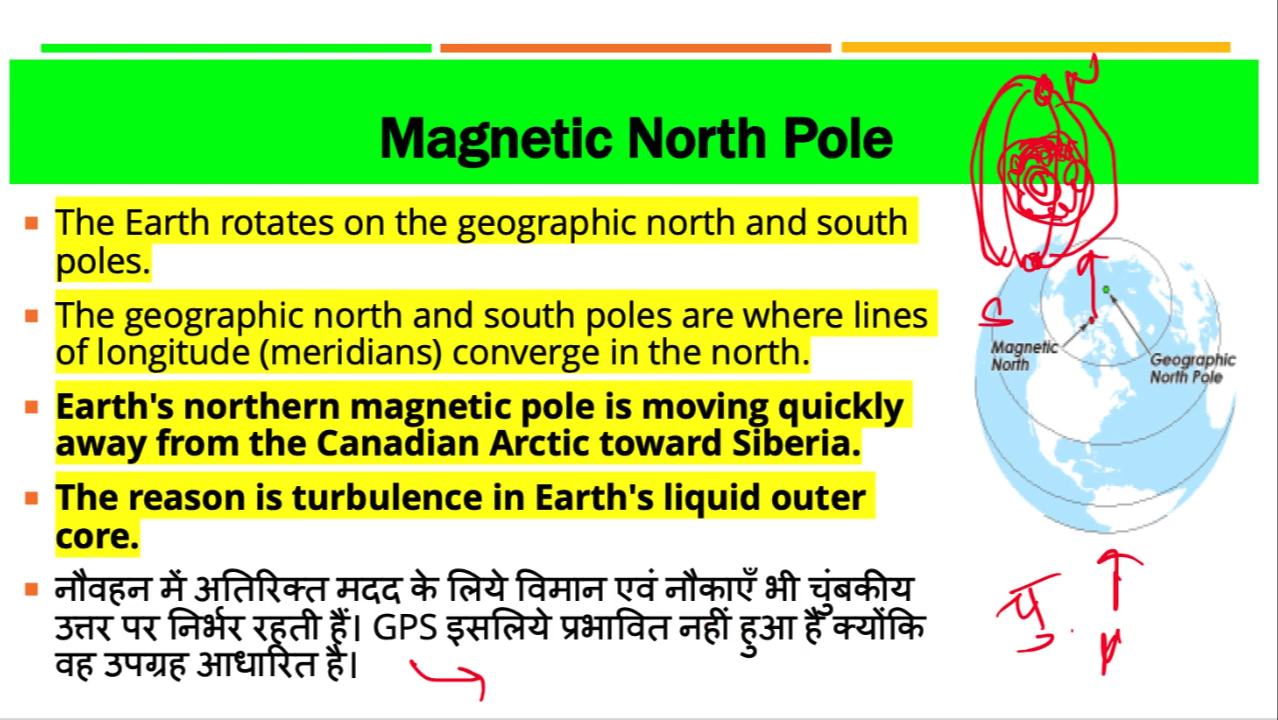 Magnetic North Pole
The Earth rotates on the geographic north and south
poles.
The geographic north and south poles are where lines
of longitude (meridians) converge in the north.
Earth's northern magnetic pole is moving quickly
away from the Canadian Arctic toward Siberia.
The reason is turbulence in Earth's liquid outer
core.
नौवहन में अतिरिक्त मदद के लिये विमान एवं नौकाएँ भी चुंबकीय
उत्तर पर निर्भर रहती हैं। GPS इसलिये प्रभावित नहीं हुआ है क्योंकि
वह उपग्रह आधारित है।
N
S
Magnetic
North
Geographic
North Pole